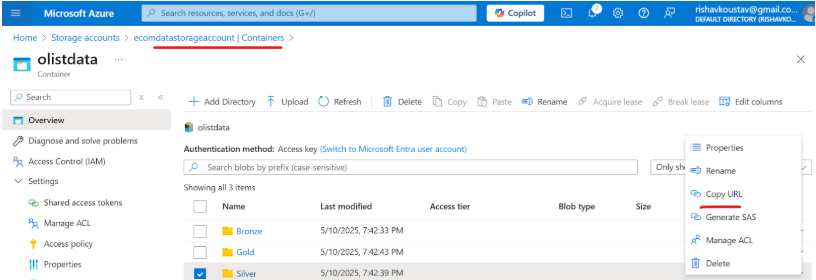 Microsoft Azure
Search resources, services, and docs (G+/)
Copilot
2
rishavkoustav@gmail.co...
DEFAULT DIRECTORY (RISHAVKO...
Home > Storage accounts > ecomdatastorageaccount | Containers >
olistdata ...
Container
Search
Add Directory Upload Refresh Delete Copy Paste Rename Acquire lease Break lease Edit columns
Overview
Diagnose and solve problems
Access Control (IAM)
Settings
Shared access tokens
Manage ACL
Access policy
Properties
olistdata
Authentication method: Access key (Switch to Microsoft Entra user account)
Search blobs by prefix (case-sensitive)
Only sh
Showing all 3 items
Name Last modified Access tier Blob type Size
Bronze 5/10/2025, 7:42:33 PM
Gold 5/10/2025, 7:42:43 PM
Silver 5/10/2025, 7:42:39 PM
Properties
Rename
Copy URL
Generate SAS
Manage ACL
Delete